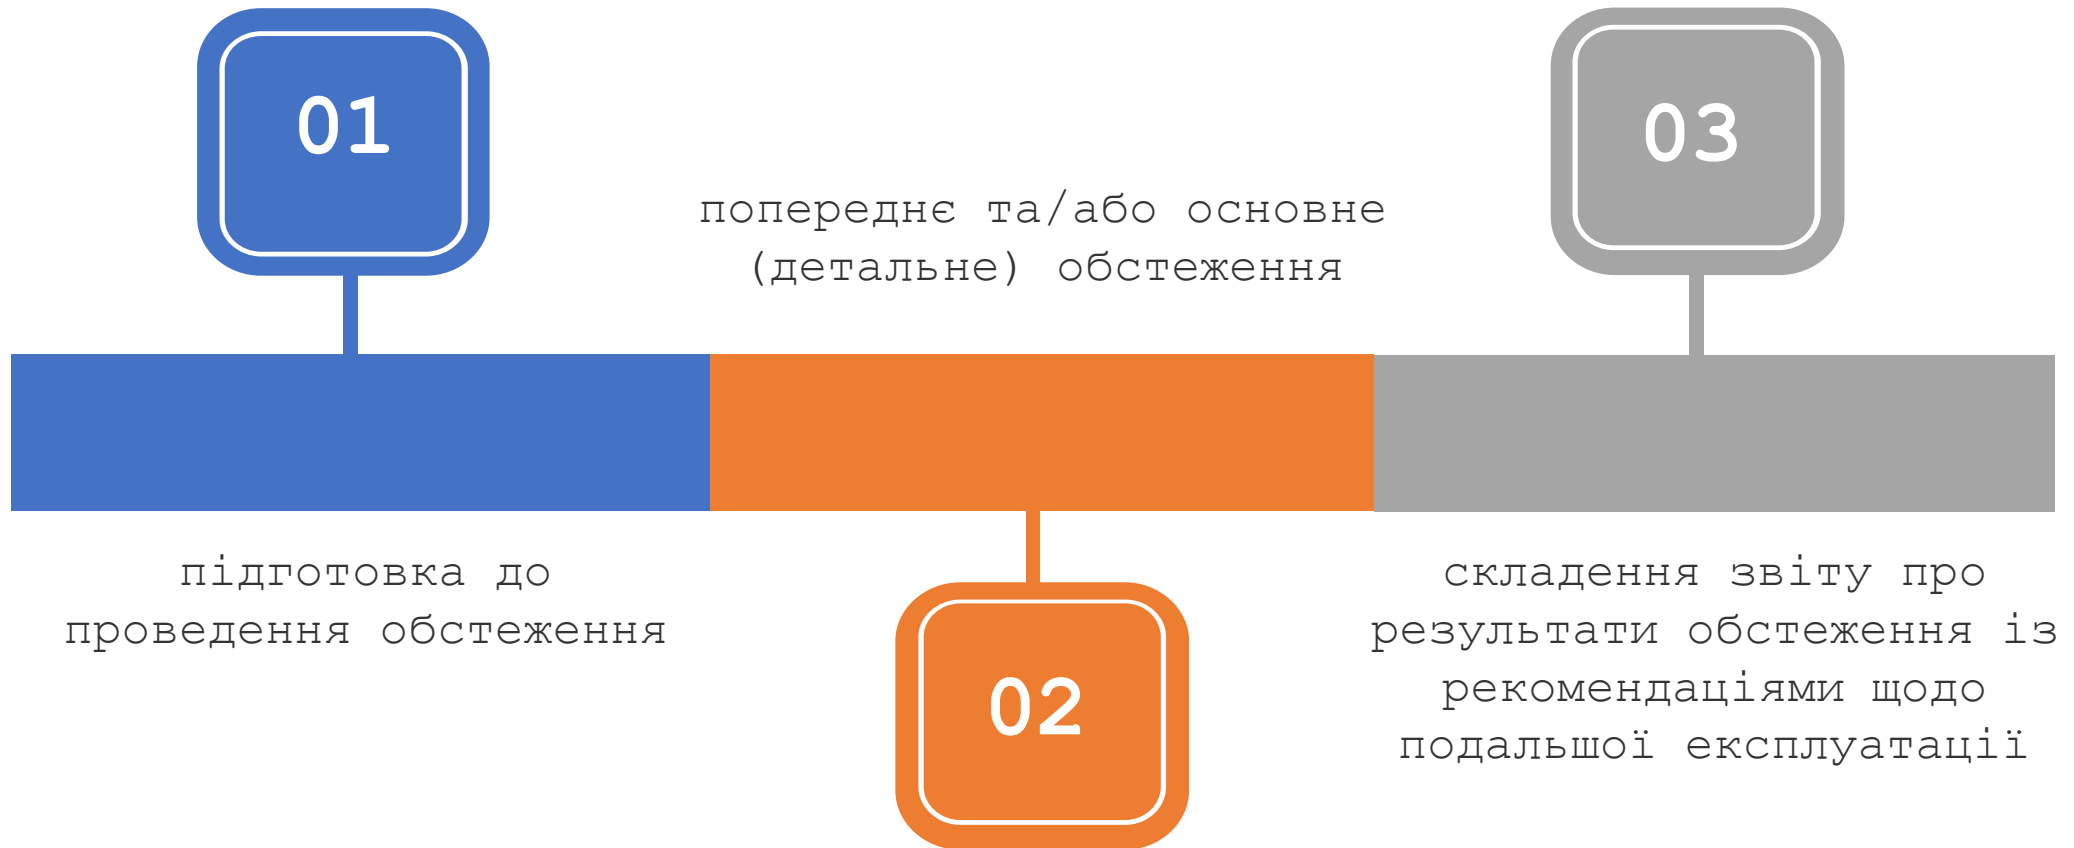 01
підготовка до
проведення обстеження
попереднє та/або основне
(детальне) обстеження
02
03
складення звіту про
результати обстеження із
рекомендаціями щодо
подальшої експлуатації